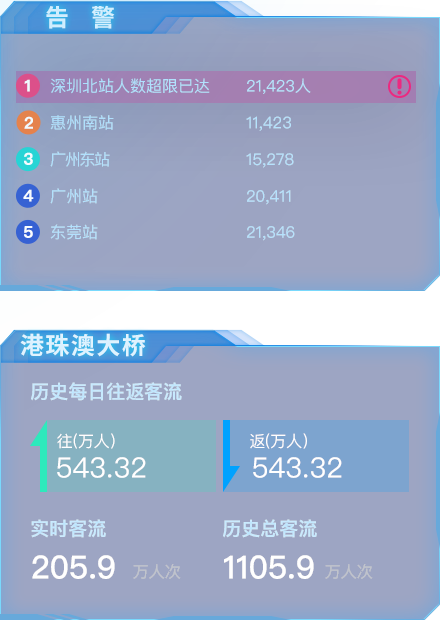 告 警
1 深圳北站人数超限已达 21,423人
2 惠州南站 11,423
3 广州东站 15,278
4 广州站 20,411
5 东莞站 21,346
港珠澳大桥
历史每日往返客流
往(万人) 返(万人)
543.32 543.32
实时客流 历史总客流
205.9 万人次 1105.9 万人次